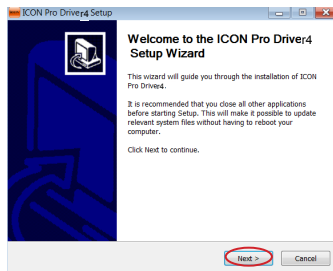 ICON Pro Driver4 Setup
Welcome to the ICON Pro Driver4
Setup Wizard
This wizard will guide you through the installation of ICON
Pro Driver4.
It is recommended that you close all other applications
before starting Setup. This will make it possible to update
relevant system files without having to reboot your
computer.
Click Next to continue.
Next >
Cancel